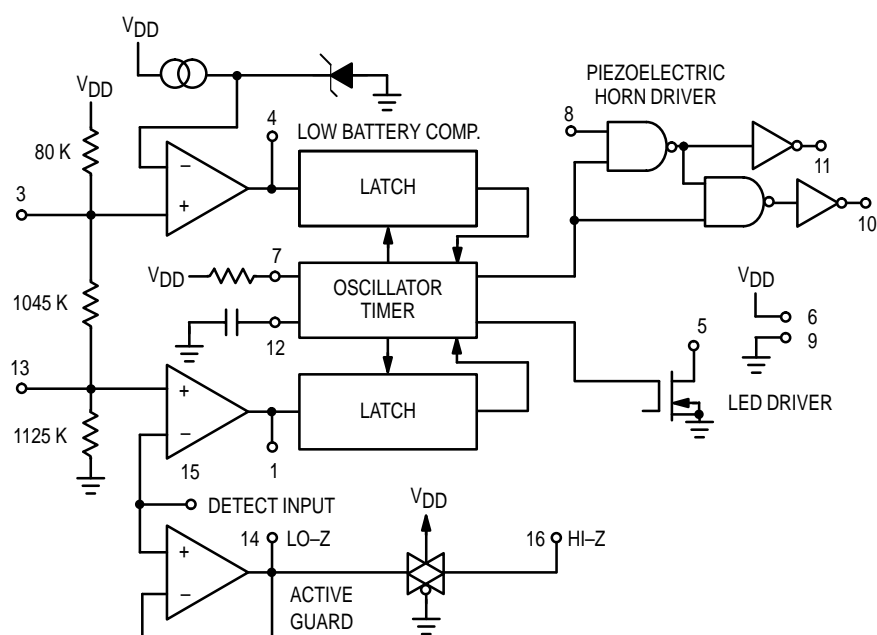 VDD
VDD
80 K
3
4
LOW BATTERY COMP.
–
+
LATCH
PIEZOELECTRIC
HORN DRIVER
8
11
10
7
VDD
1045 K
OSCILLATOR
TIMER
12
VDD
6
9
5
13
+
–
LATCH
LED DRIVER
1125 K
15
1
DETECT INPUT
VDD
+
–
14 LO–Z
16 HI–Z
ACTIVE
GUARD